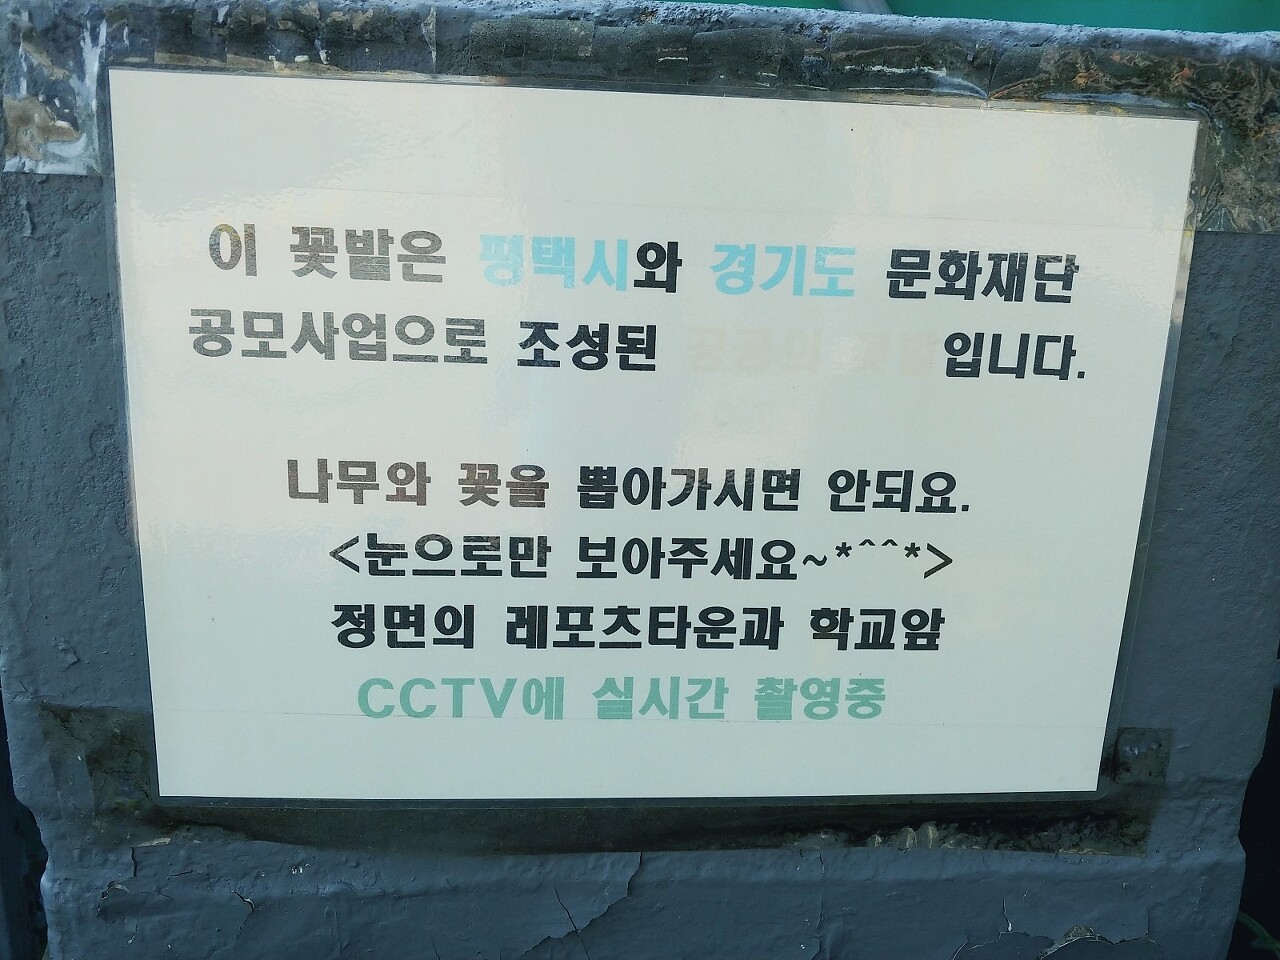 이 꽃밭은 평택시와 경기도 문화재단
공모사업으로 조성된 입니다.
나무와 꽃을 뽑아가시면 안되요.
<눈으로만 보아주세요~*^^*>
정면의 레포츠타운과 학교앞
CCTV에 실시간 촬영중